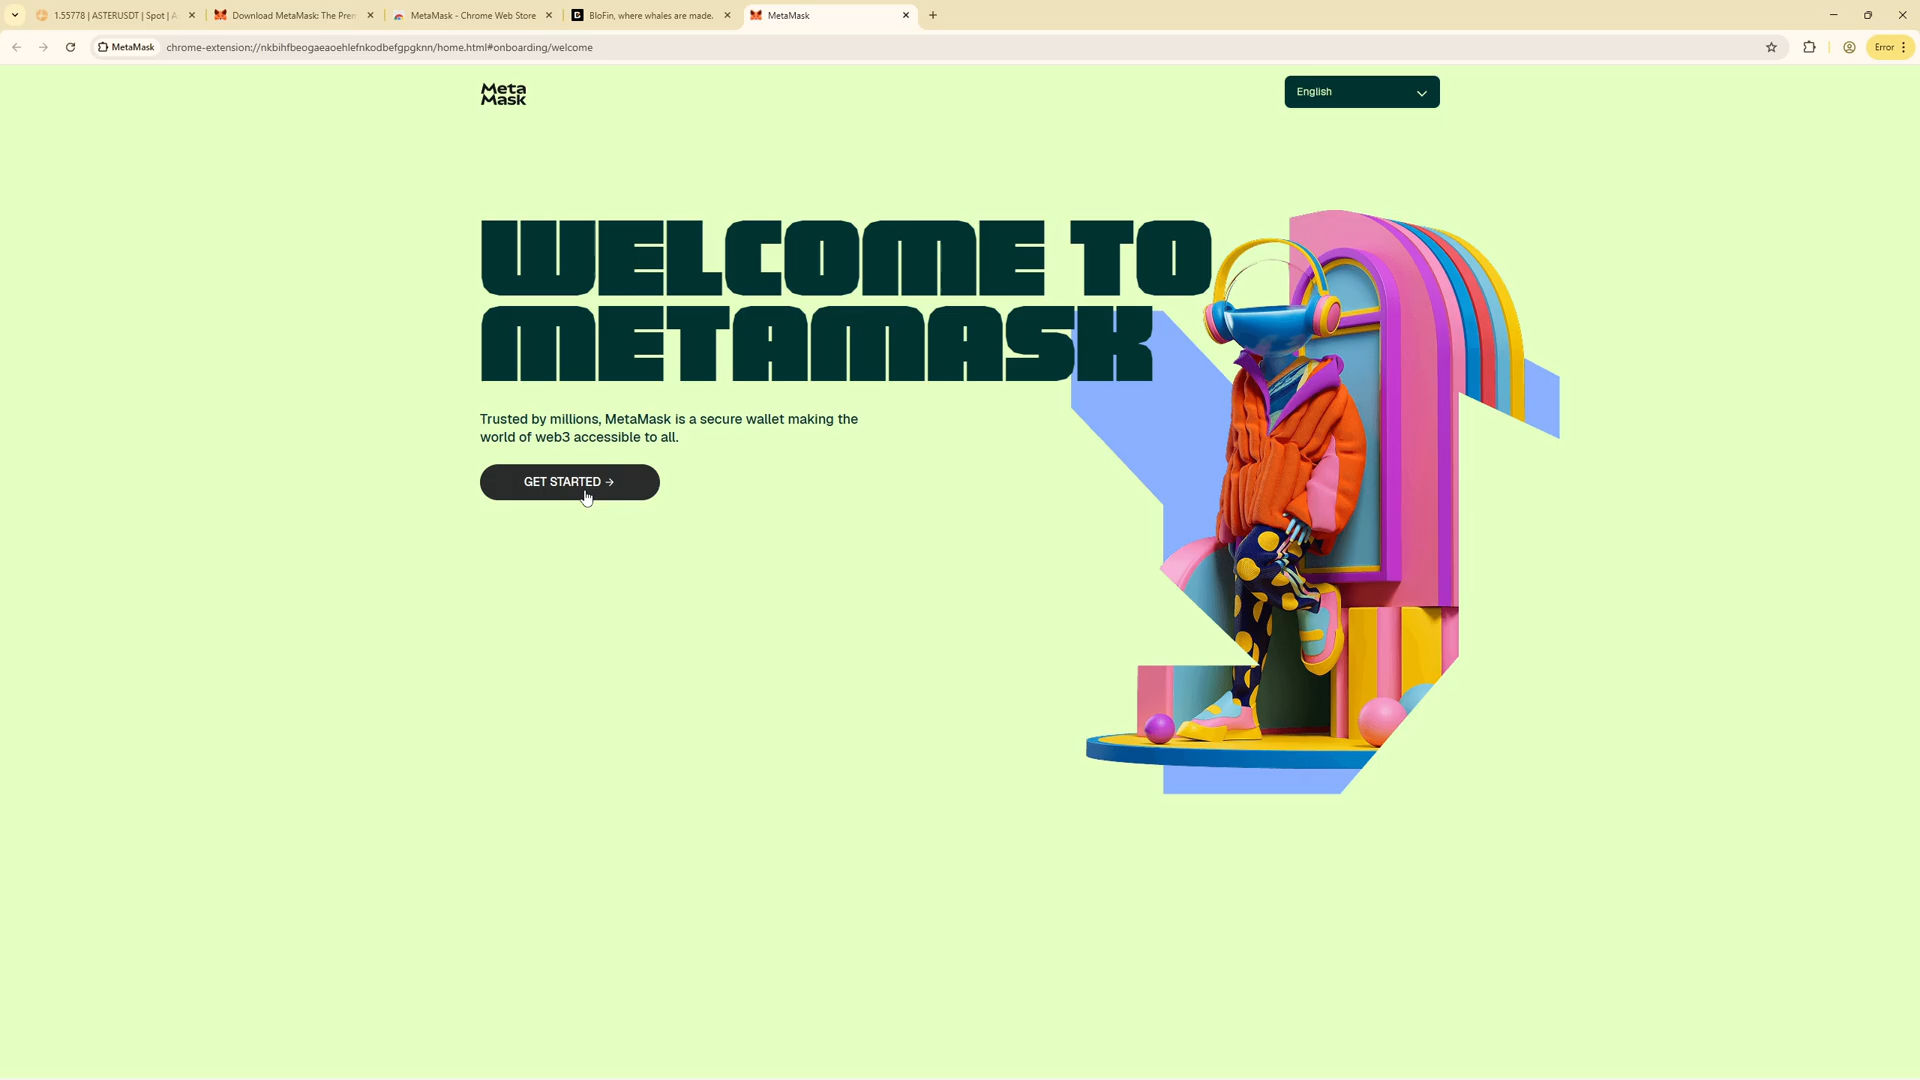 1.55778 | ASTERUSDT | Spot | A
Download MetaMask: The Prem
MetaMask - Chrome Web Store
BloFin, where whales are made.
MetaMask
MetaMask
chrome-extension://nkbihfbeogaeaoehlefnkodbefgpgknn/home.html#onboarding/welcome
Error
Meta
Mask
English
WELCOME TO
METAMASK
Trusted by millions, MetaMask is a secure wallet making the
world of web3 accessible to all.
GET STARTED →